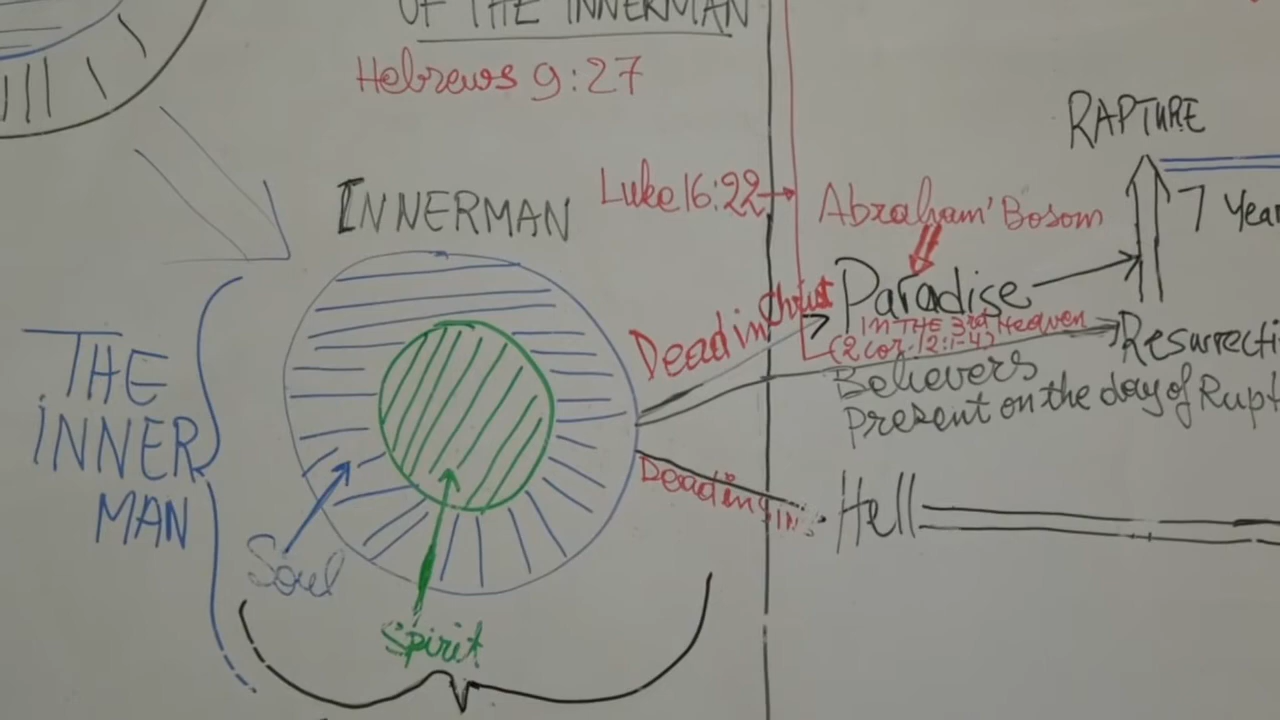 OF THE INNERMAN
Hebrews 9:27
RAPTURE
Luke 16:22
Abraham' Bosom
7 Year
INNERMAN
Dead in Christ
Paradise
IN THE 3rd Heaven
(2 cor. 12:1-4)
Resurrecti
Believers
Present on the day of Rupt
THE
INNER
MAN
Dead in SIN
Hell
Soul
Spirit